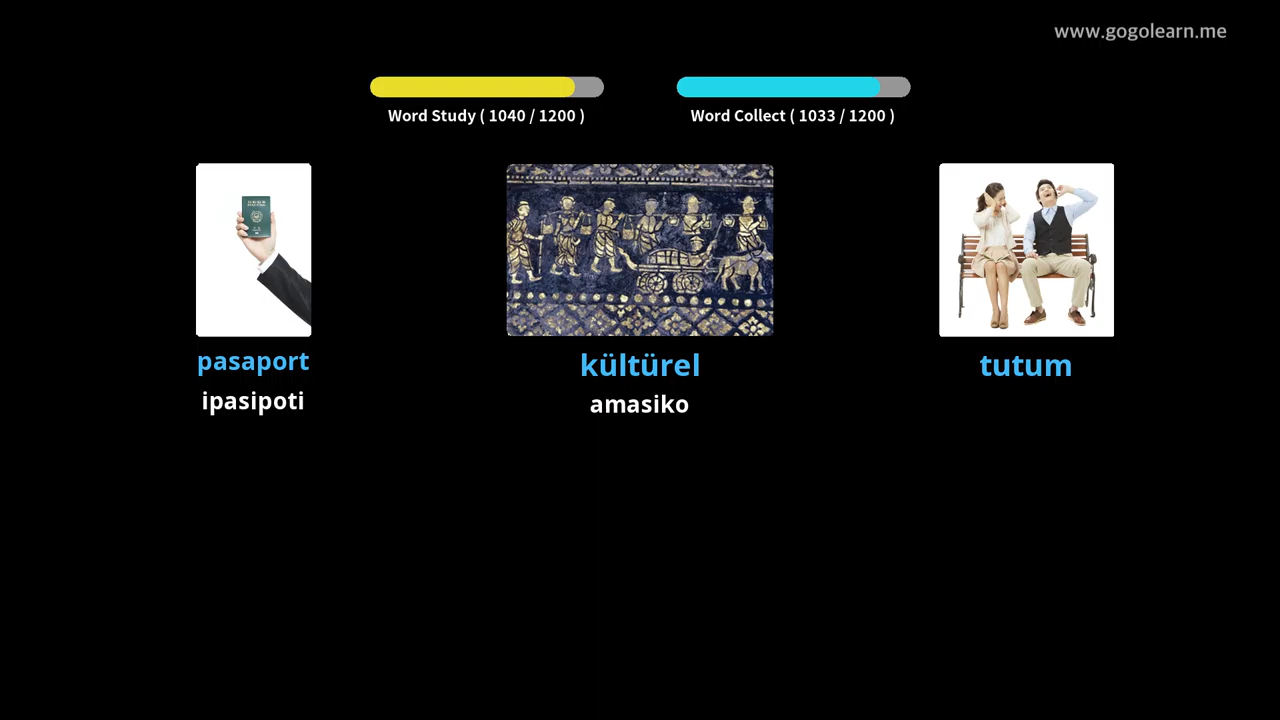 www.gogolearn.me
Word Study ( 1040 / 1200 )
Word Collect ( 1033 / 1200 )
pasaport
kültürel
tutum
ipasipoti
amasiko